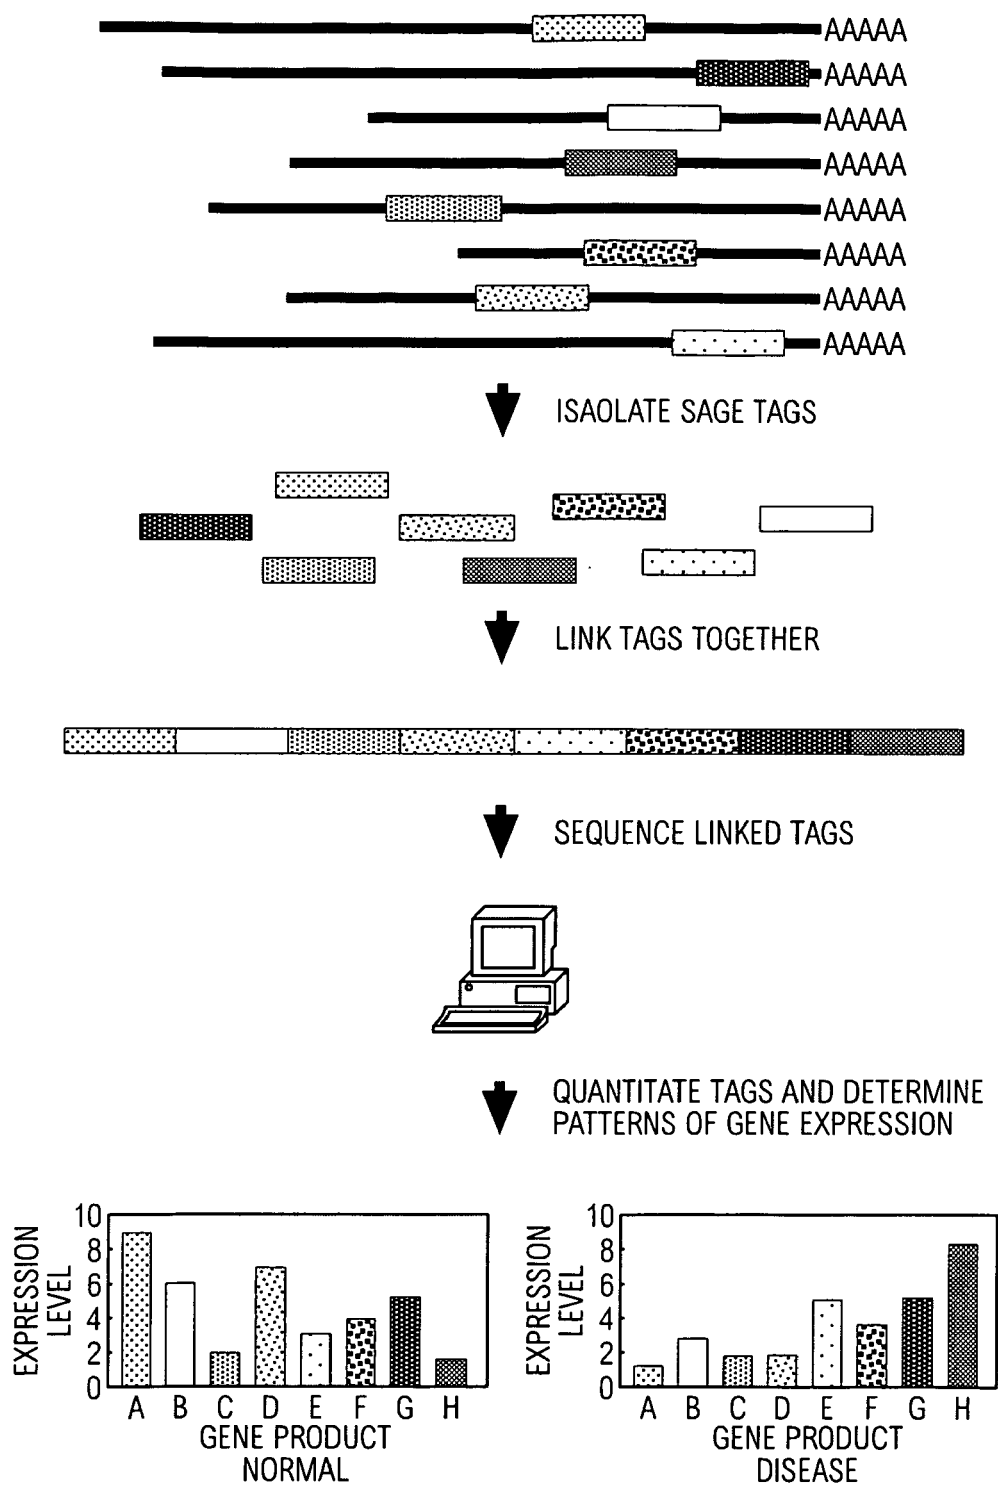 AAAAA
AAAAA
AAAAA
AAAAA
AAAAA
AAAAA
AAAAA
AAAAA
ISAOLATE SAGE TAGS
LINK TAGS TOGETHER
SEQUENCE LINKED TAGS
QUANTITATE TAGS AND DETERMINE
PATTERNS OF GENE EXPRESSION
EXPRESSION
LEVEL
10
8
6
4
2
0
A B C D E F G H
GENE PRODUCT
NORMAL
EXPRESSION
LEVEL
10
8
6
4
2
0
A B C D E F G H
GENE PRODUCT
DISEASE